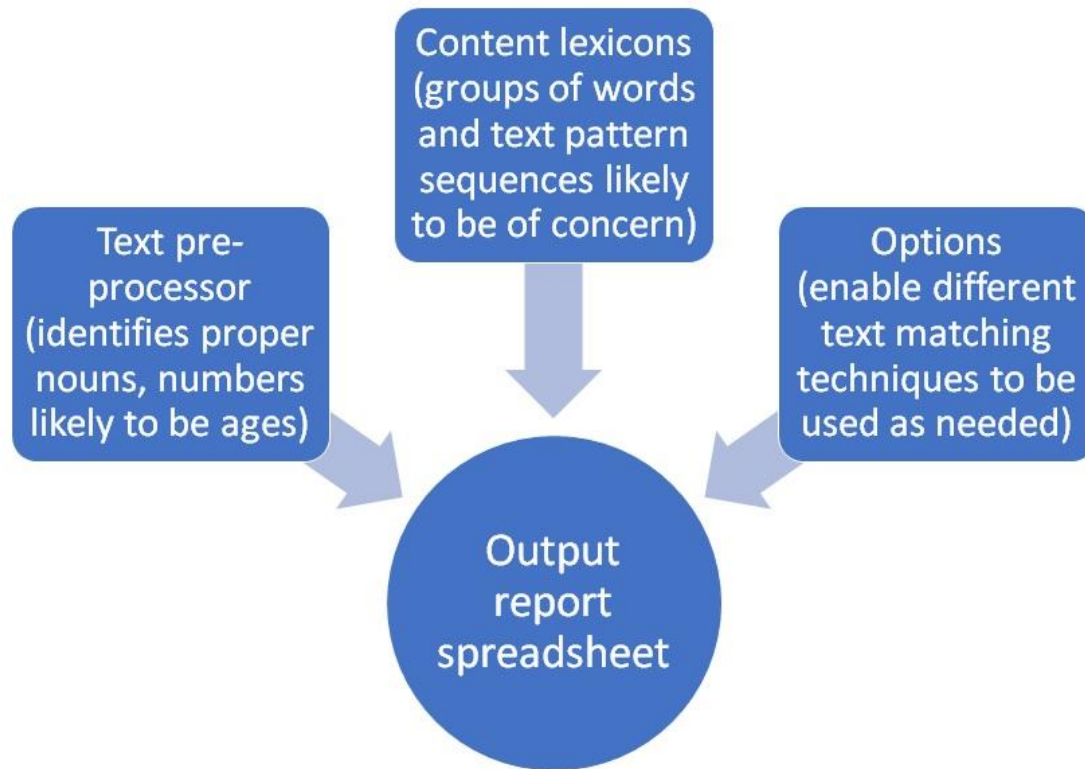 Content lexicons
(groups of words
and text pattern
sequences likely
to be of concern)
Text pre-
processor
(identifies proper
nouns, numbers
likely to be ages)
Options
(enable different
text matching
techniques to be
used as needed)
Output
report
spreadsheet